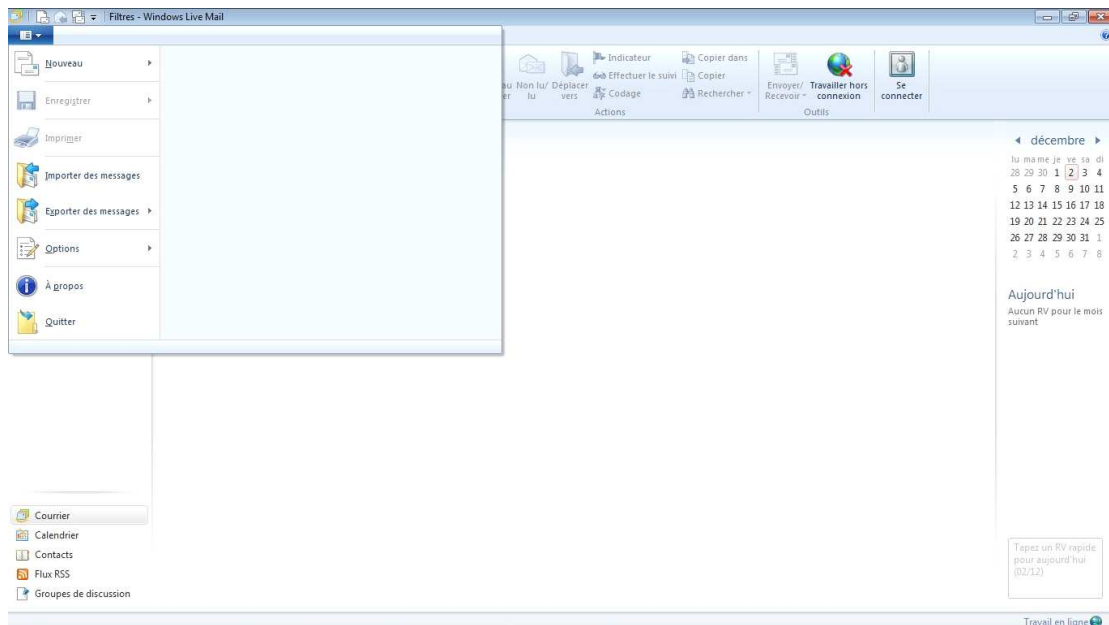 Filtres - Windows Live Mail
Nouveau
Enregistrer
Imprimer
Importer des messages
Exporter des messages
Options
À propos
Quitter
Non lu/
lu
Déplacer
vers
Indicateur
Effectuer le suivi
Codage
Copier dans
Copier
Rechercher
Actions
Envoyer/
Recevoir
Travailler hors
connexion
Outils
Se
connecter
décembre
lu ma me je ve sa di
28 29 30 1 2 3 4
5 6 7 8 9 10 11
12 13 14 15 16 17 18
19 20 21 22 23 24 25
26 27 28 29 30 31 1
2 3 4 5 6 7 8
Aujourd'hui
Aucun RV pour le mois
suivant
Courrier
Calendrier
Contacts
Flux RSS
Groupes de discussion
Tapez un RV rapide
pour aujourd'hui
(02/12)
Travail en ligne